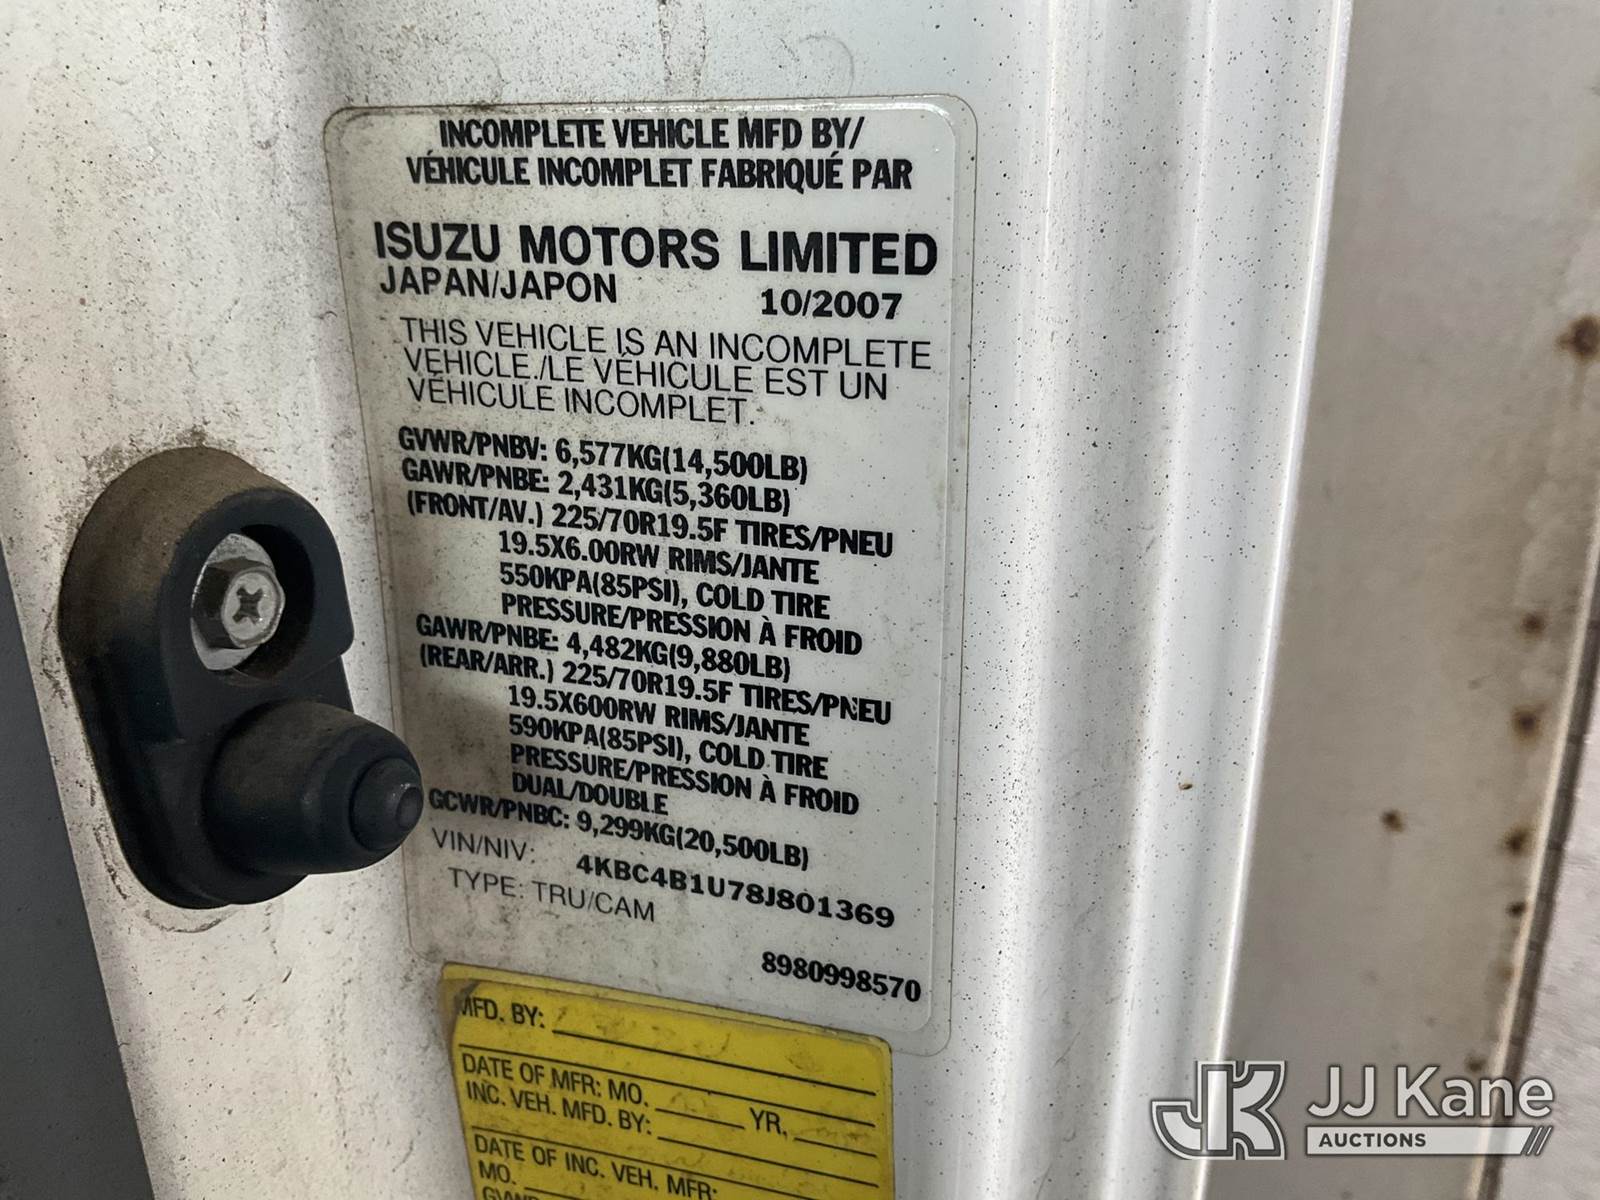 INCOMPLETE VEHICLE MFD BY/
VÉHICULE INCOMPLET FABRIQUÉ PAR
ISUZU MOTORS LIMITED
JAPAN/JAPON 10/2007
THIS VEHICLE IS AN INCOMPLETE
VEHICLE./LE VÉHICULE EST UN
VÉHICULE INCOMPLET.
GVWR/PNBV: 6,577KG(14,500LB)
GAWR/PNBE: 2,431KG(5,360LB)
(FRONT/AV.) 225/70R19.5F TIRES/PNEU
19.5X6.00RW RIMS/JANTE
550KPA(85PSI), COLD TIRE
PRESSURE/PRESSION À FROID
GAWR/PNBE: 4,482KG(9,880LB)
(REAR/ARR.) 225/70R19.5F TIRES/PNEU
19.5X600RW RIMS/JANTE
590KPA(85PSI), COLD TIRE
PRESSURE/PRESSION À FROID
DUAL/DOUBLE
GCWR/PNBC: 9,299KG(20,500LB)
VIN/NIV: 4KBC4B1U78J801369
TYPE: TRU/CAM
8980998570
MFD. BY:
DATE OF MFR: MO. YR.
INC. VEH. MFD. BY:
DATE OF INC. VEH. MFR:
MO.
JK JJ Kane
AUCTIONS